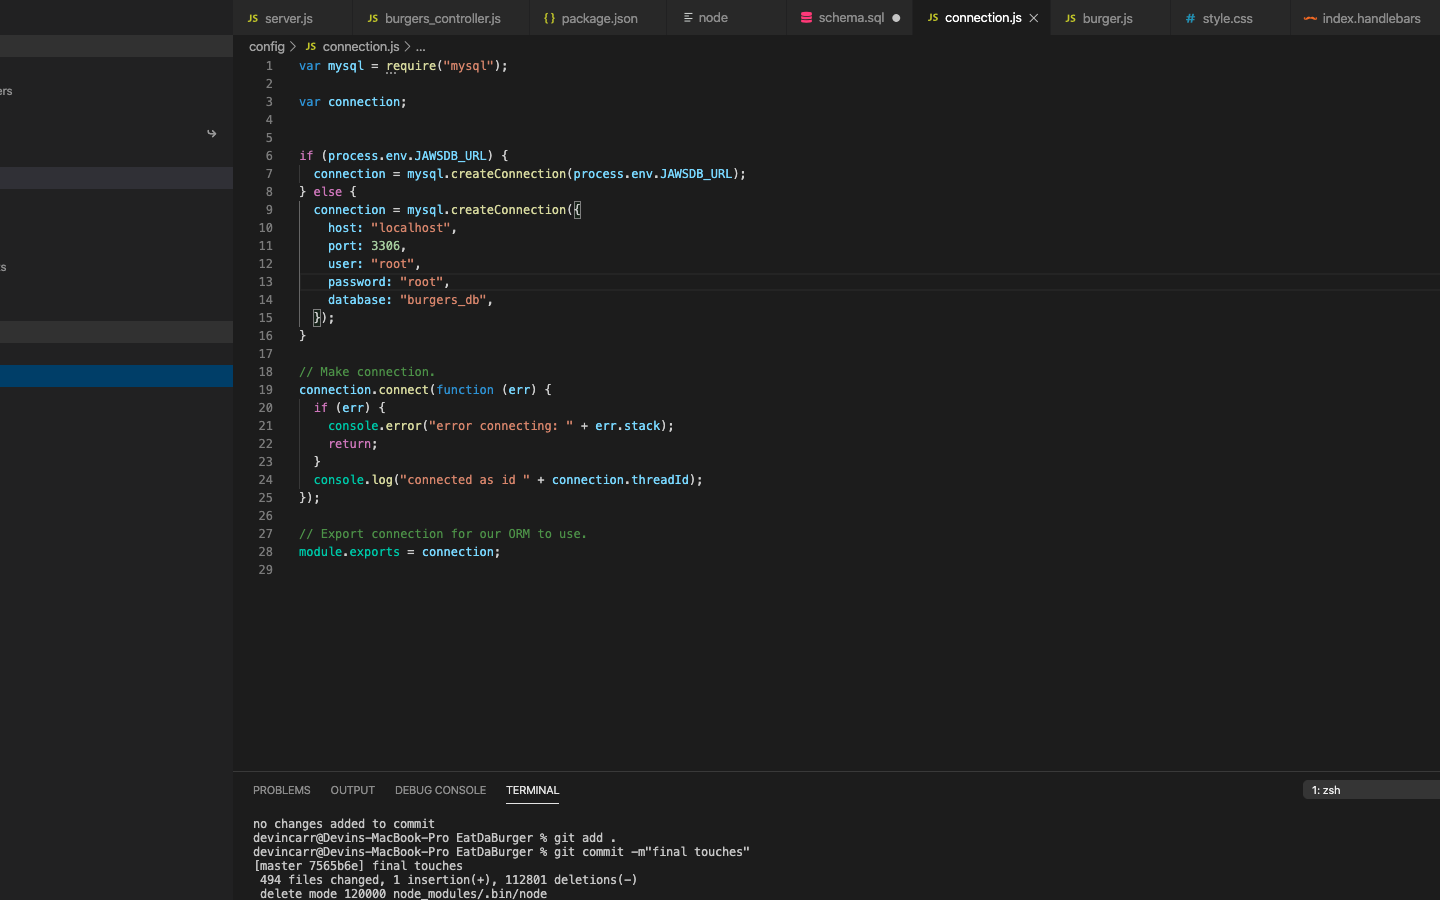 JS server.js JS burgers_controller.js {} package.json node schema.sql JS connection.js JS burger.js # style.css index.handlebars
config > JS connection.js > ...
ers
s
1 var mysql = require("mysql");
2
3 var connection;
4
5
6 if (process.env.JAWSDB_URL) {
7 connection = mysql.createConnection(process.env.JAWSDB_URL);
8 } else {
9 connection = mysql.createConnection({
10 host: "localhost",
11 port: 3306,
12 user: "root",
13 password: "root",
14 database: "burgers_db",
15 });
16 }
17
18 // Make connection.
19 connection.connect(function (err) {
20 if (err) {
21 console.error("error connecting: " + err.stack);
22 return;
23 }
24 console.log("connected as id " + connection.threadId);
25 });
26
27 // Export connection for our ORM to use.
28 module.exports = connection;
29
PROBLEMS OUTPUT DEBUG CONSOLE TERMINAL 1: zsh
no changes added to commit
devincarr@Devins-MacBook-Pro EatDaBurger % git add .
devincarr@Devins-MacBook-Pro EatDaBurger % git commit -m"final touches"
[master 7565b6e] final touches
494 files changed, 1 insertion(+), 112801 deletions(-)
delete mode 120000 node_modules/.bin/node